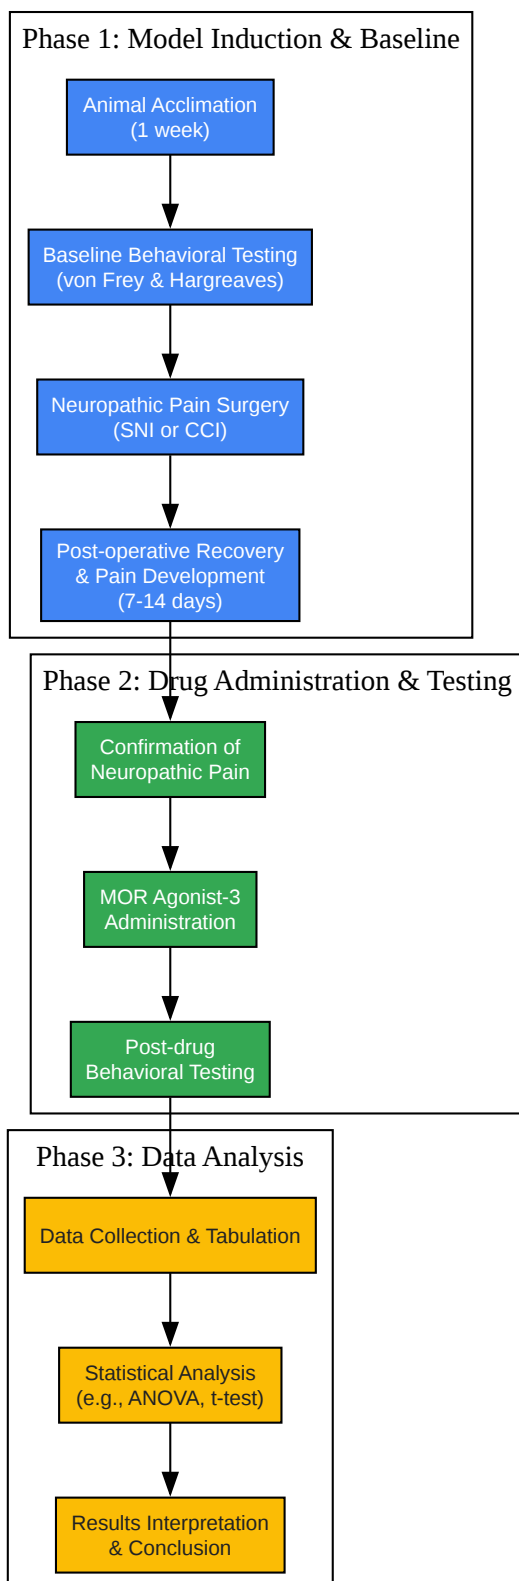 Phase 1: Model Induction & Baseline
Animal Acclimation
(1 week)
Baseline Behavioral Testing
(von Frey & Hargreaves)
Neuropathic Pain Surgery
(SNI or CCI)
Post-operative Recovery
& Pain Development
(7-14 days)
Phase 2: Drug Administration & Testing
Confirmation of
Neuropathic Pain
MOR Agonist-3
Administration
Post-drug
Behavioral Testing
Phase 3: Data Analysis
Data Collection & Tabulation
Statistical Analysis
(e.g., ANOVA, t-test)
Results Interpretation
& Conclusion